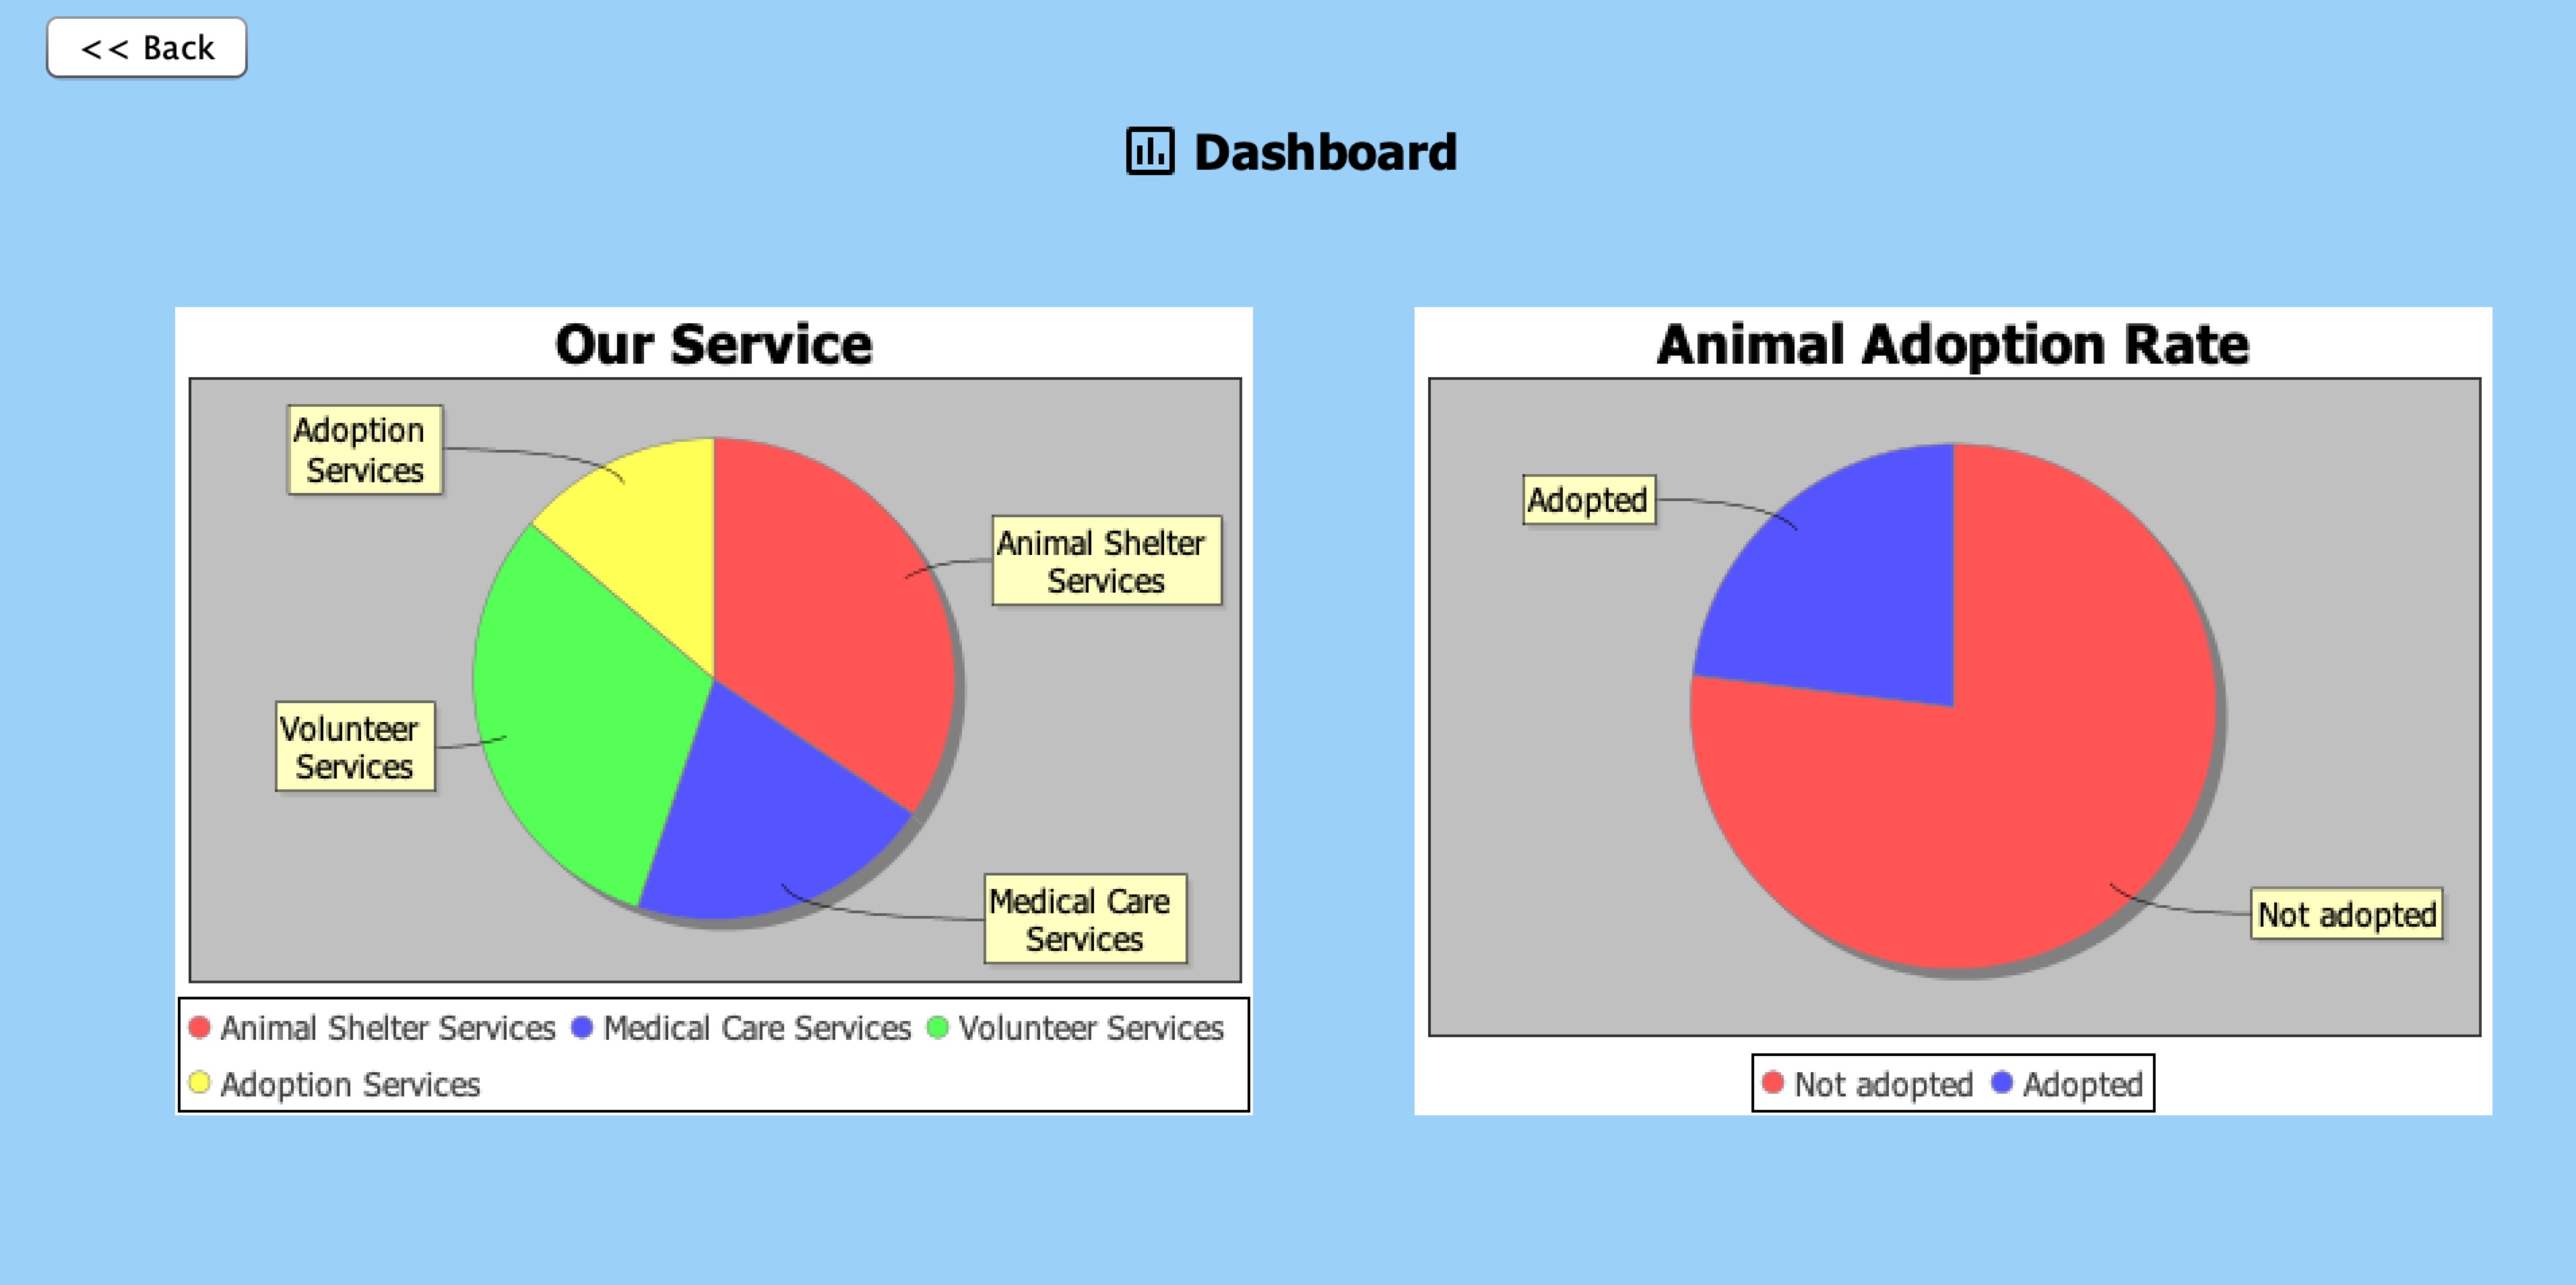 << Back
Dashboard
Our Service
Adoption
Services
Animal Shelter
Services
Volunteer
Services
Medical Care
Services
Animal Shelter Services Medical Care Services Volunteer Services
Adoption Services
Animal Adoption Rate
Adopted
Not adopted
Not adopted Adopted